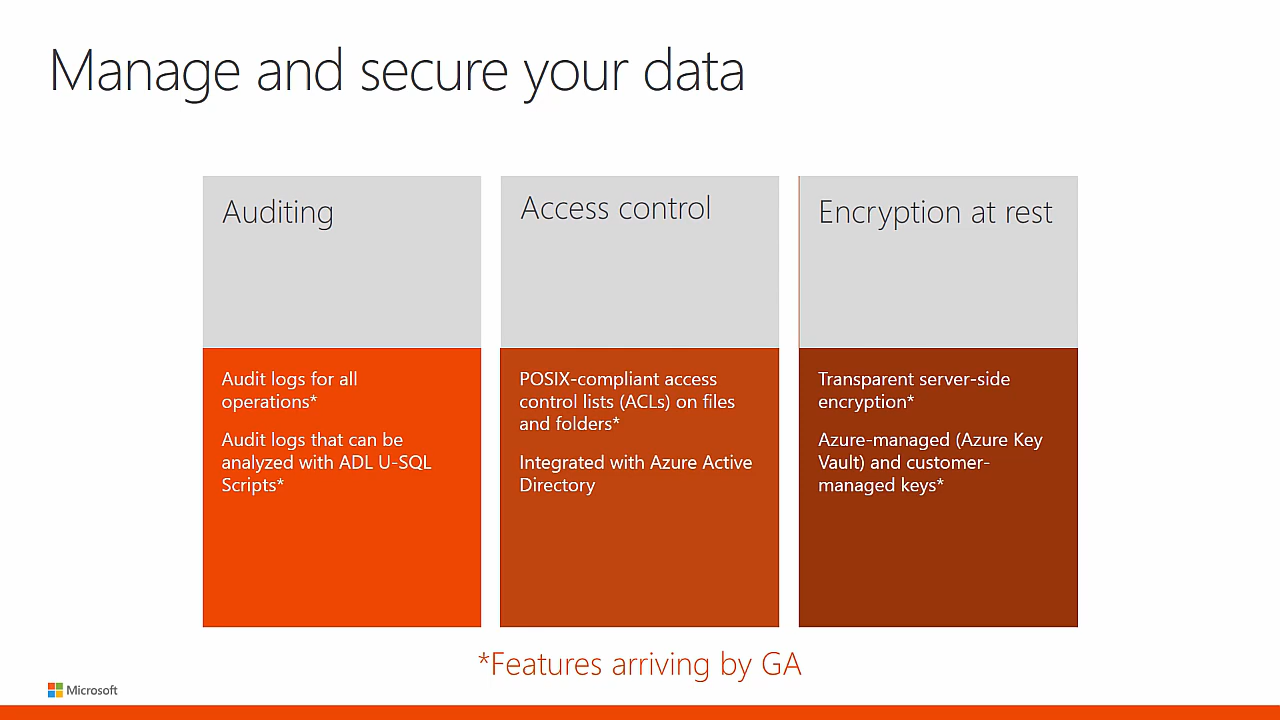 Manage and secure your data
Auditing
Audit logs for all
operations*
Audit logs that can be
analyzed with ADL U-SQL
Scripts*
Access control
POSIX-compliant access
control lists (ACLs) on files
and folders*
Integrated with Azure Active
Directory
Encryption at rest
Transparent server-side
encryption*
Azure-managed (Azure Key
Vault) and customer-
managed keys*
*Features arriving by GA
Microsoft